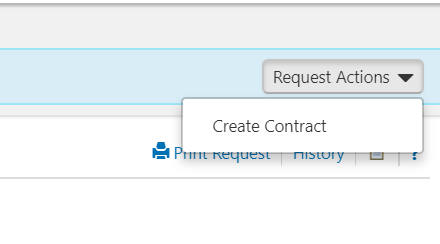 Request Actions
Create Contract
Print Request History ?